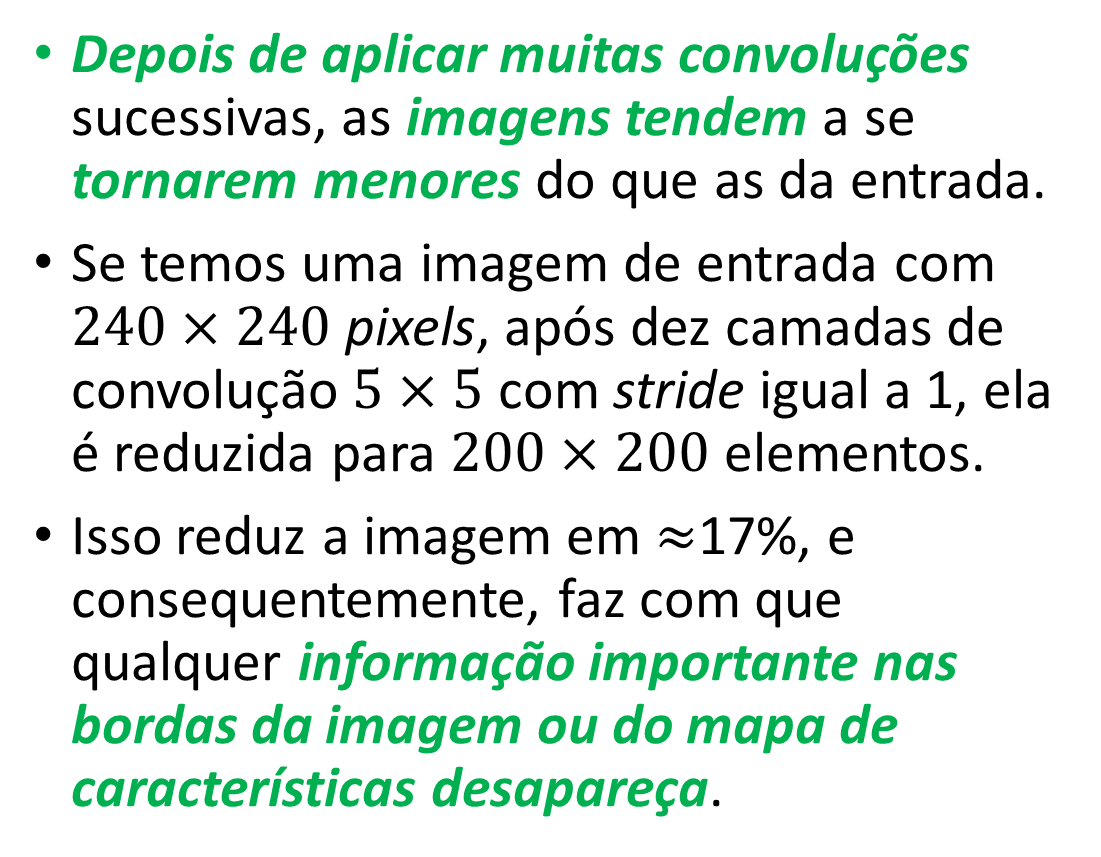 • Depois de aplicar muitas convoluções
sucessivas, as imagens tendem a se
tornarem menores do que as da entrada.
• Se temos uma imagem de entrada com
240 × 240 pixels, após dez camadas de
convolução 5 × 5 com stride igual a 1, ela
é reduzida para 200 × 200 elementos.
• Isso reduz a imagem em ≈17%, e
consequentemente, faz com que
qualquer informação importante nas
bordas da imagem ou do mapa de
características desapareça.